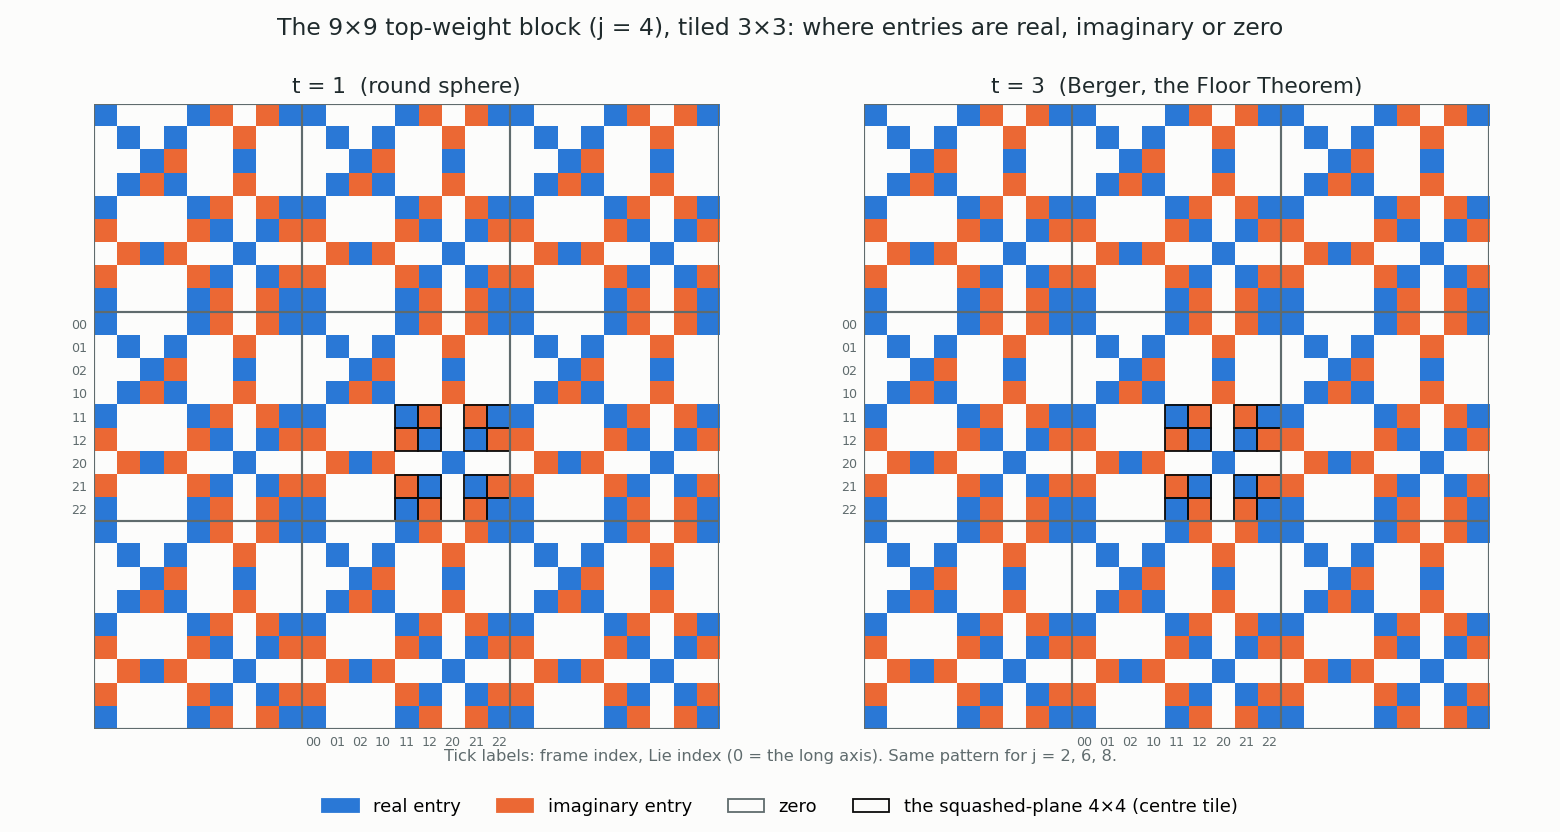 The 9×9 top-weight block (j = 4), tiled 3×3: where entries are real, imaginary or zero
t = 1  (round sphere)
t = 3  (Berger, the Floor Theorem)
00
01
02
10
11
12
20
21
22
00
01
02
10
11
12
20
21
22
00 01 02 10 11 12 20 21 22
00 01 02 10 11 12 20 21 22
Tick labels: frame index, Lie index (0 = the long axis). Same pattern for j = 2, 6, 8.
real entry
imaginary entry
zero
the squashed-plane 4×4 (centre tile)